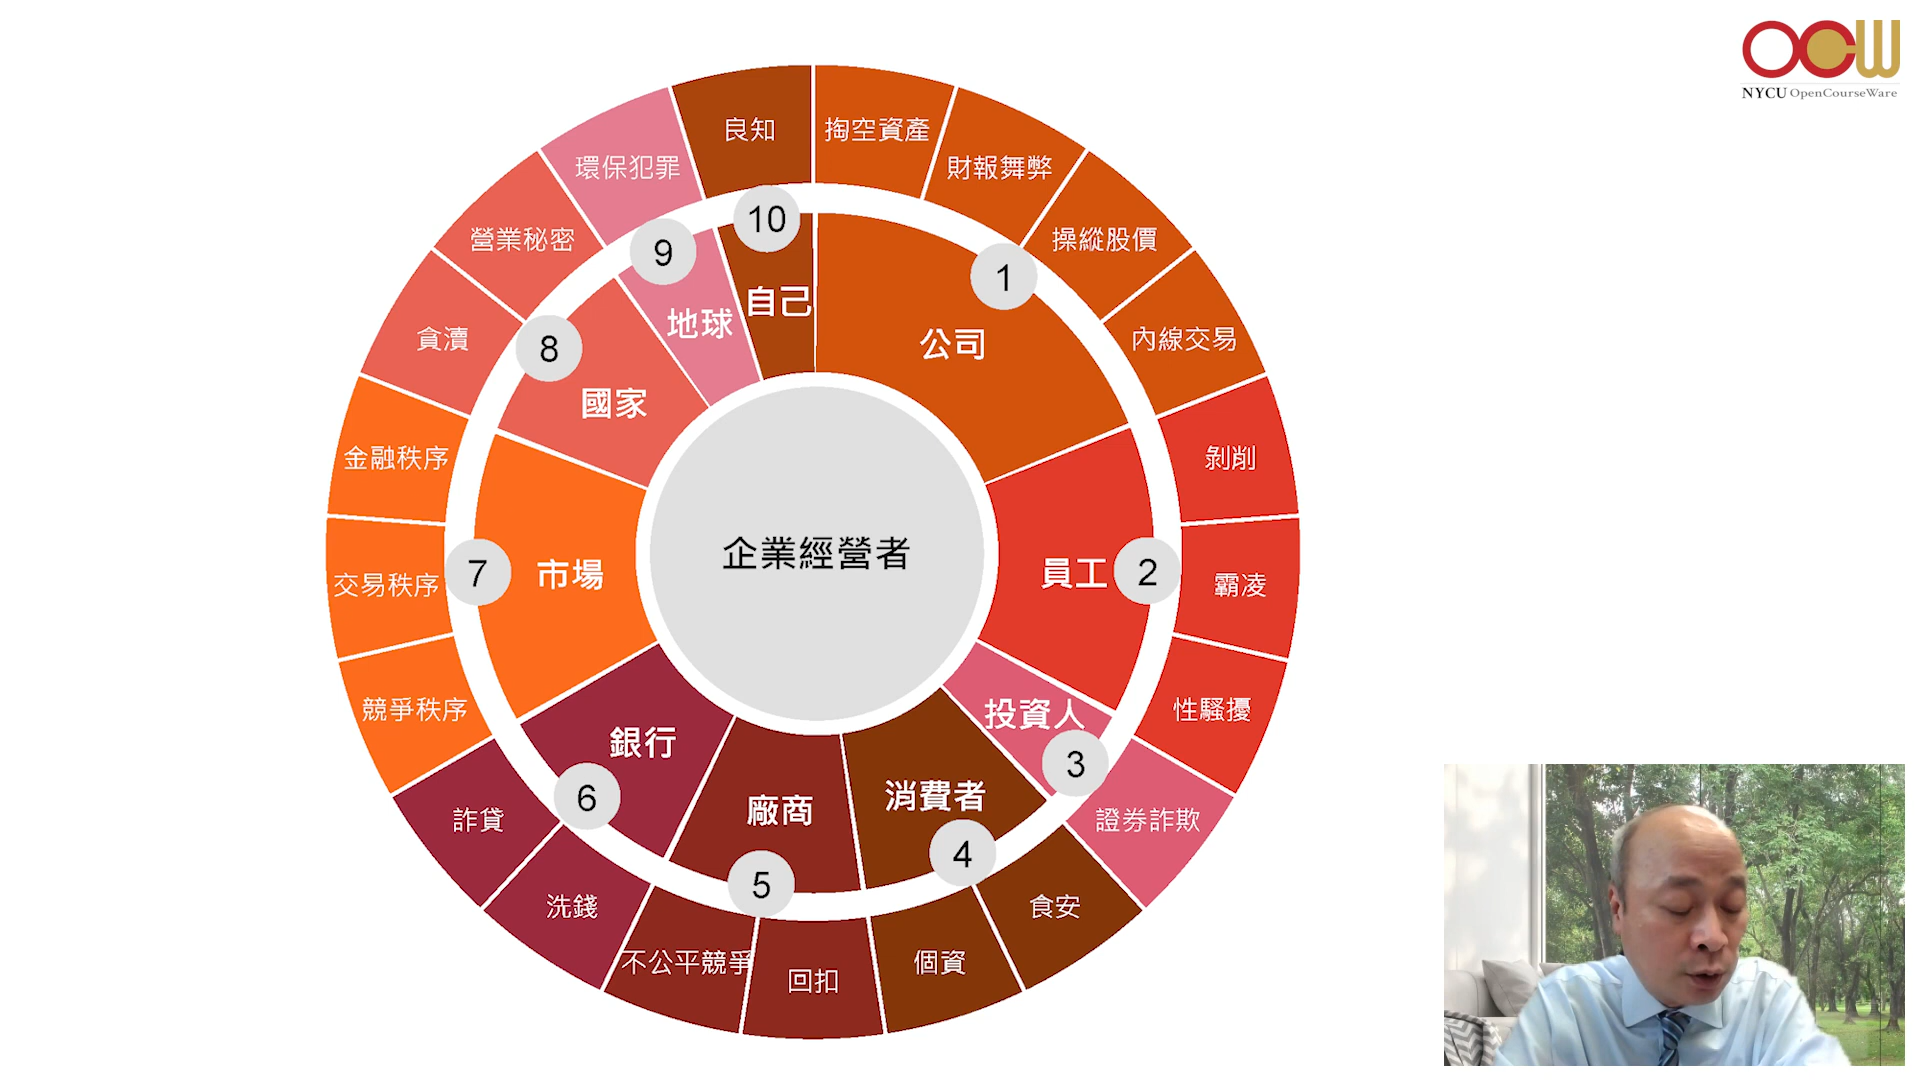 OCW
NYCU OpenCourseWare
企業經營者
1
公司
掏空資產
財報舞弊
操縱股價
內線交易
2
員工
剝削
霸凌
性騷擾
3
投資人
證券詐欺
4
消費者
食安
個資
5
廠商
回扣
不公平競爭
6
銀行
洗錢
詐貸
7
市場
競爭秩序
交易秩序
金融秩序
8
國家
貪瀆
營業秘密
9
地球
環保犯罪
10
自己
良知